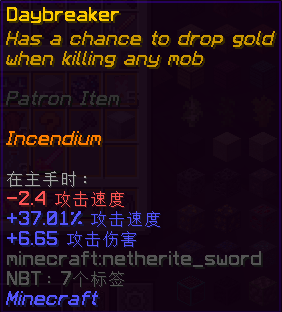 Daybreaker
Has a chance to drop gold
when killing any mob
Patron Item
Incendium
在主手时：
-2.4 攻击速度
+37.01% 攻击速度
+6.65 攻击伤害
minecraft:netherite_sword
NBT：7个标签
Minecraft